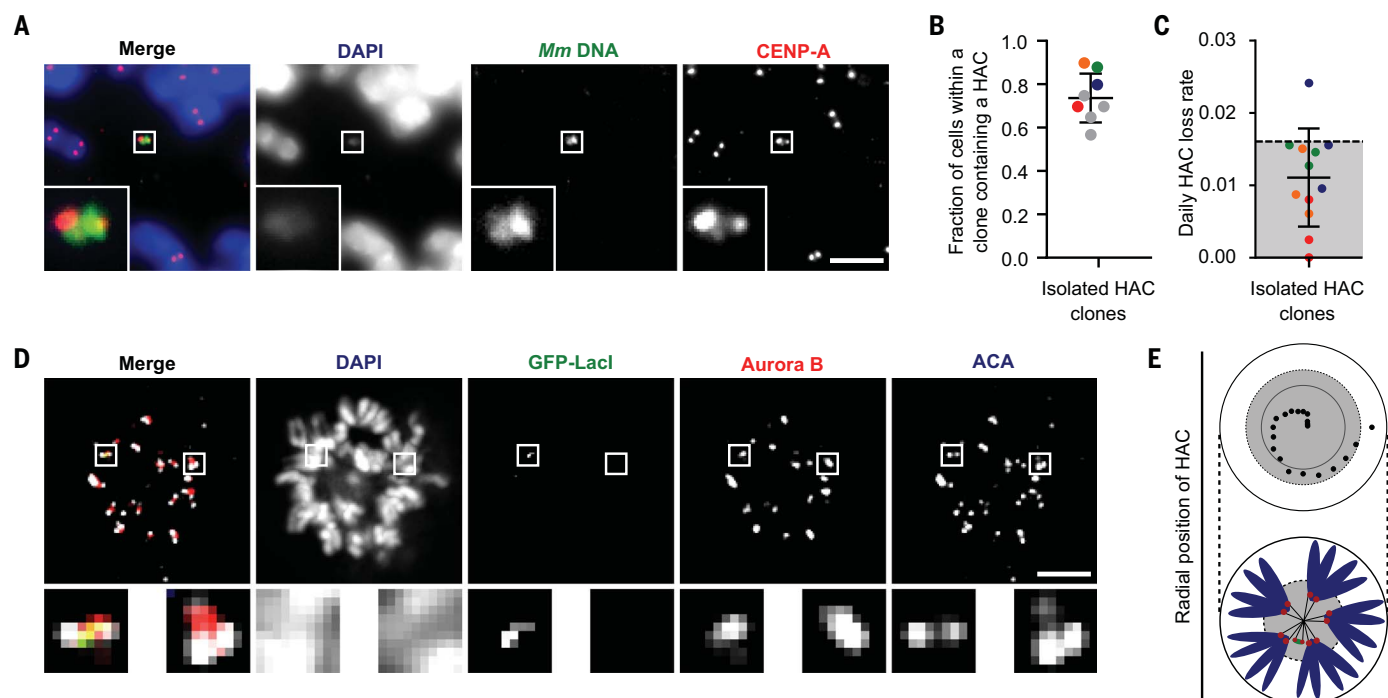 A
Merge
DAPI
Mm DNA
CENP-A
B
Fraction of cells within a
clone containing a HAC
1.0
0.8
0.6
0.4
0.2
0.0
Isolated HAC
clones
C
Daily HAC loss rate
0.03
0.02
0.01
0.00
Isolated HAC
clones
D
Merge
DAPI
GFP-LacI
Aurora B
ACA
E
Radial position of HAC